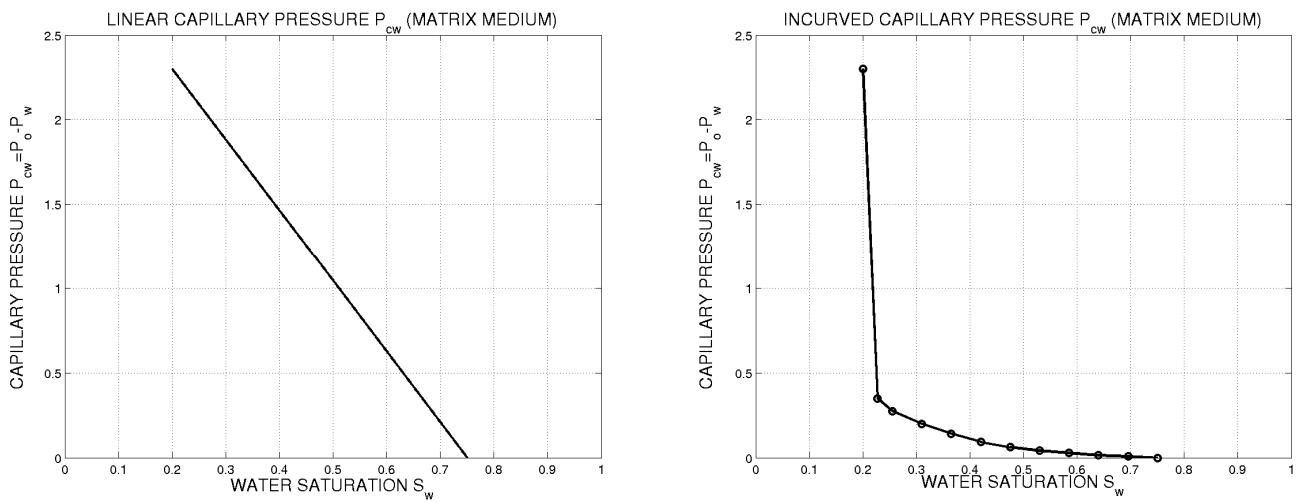 LINEAR CAPILLARY PRESSURE P_cw (MATRIX MEDIUM)
2.5
2
1.5
1
0.5
0
CAPILLARY PRESSURE P_cw=P_o-P_w
0 0.1 0.2 0.3 0.4 0.5 0.6 0.7 0.8 0.9 1
WATER SATURATION S_w
INCURVED CAPILLARY PRESSURE P_cw (MATRIX MEDIUM)
2.5
2
1.5
1
0.5
0
CAPILLARY PRESSURE P_cw=P_o-P_w
0 0.1 0.2 0.3 0.4 0.5 0.6 0.7 0.8 0.9 1
WATER SATURATION S_w